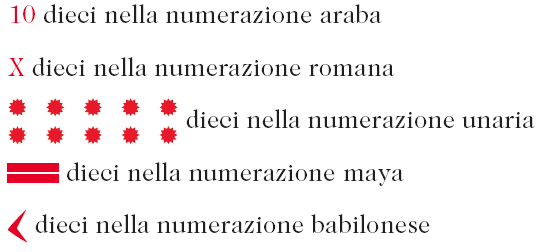 10 dieci nella numerazione araba
X dieci nella numerazione romana
dieci nella numerazione unaria
dieci nella numerazione maya
dieci nella numerazione babilonese